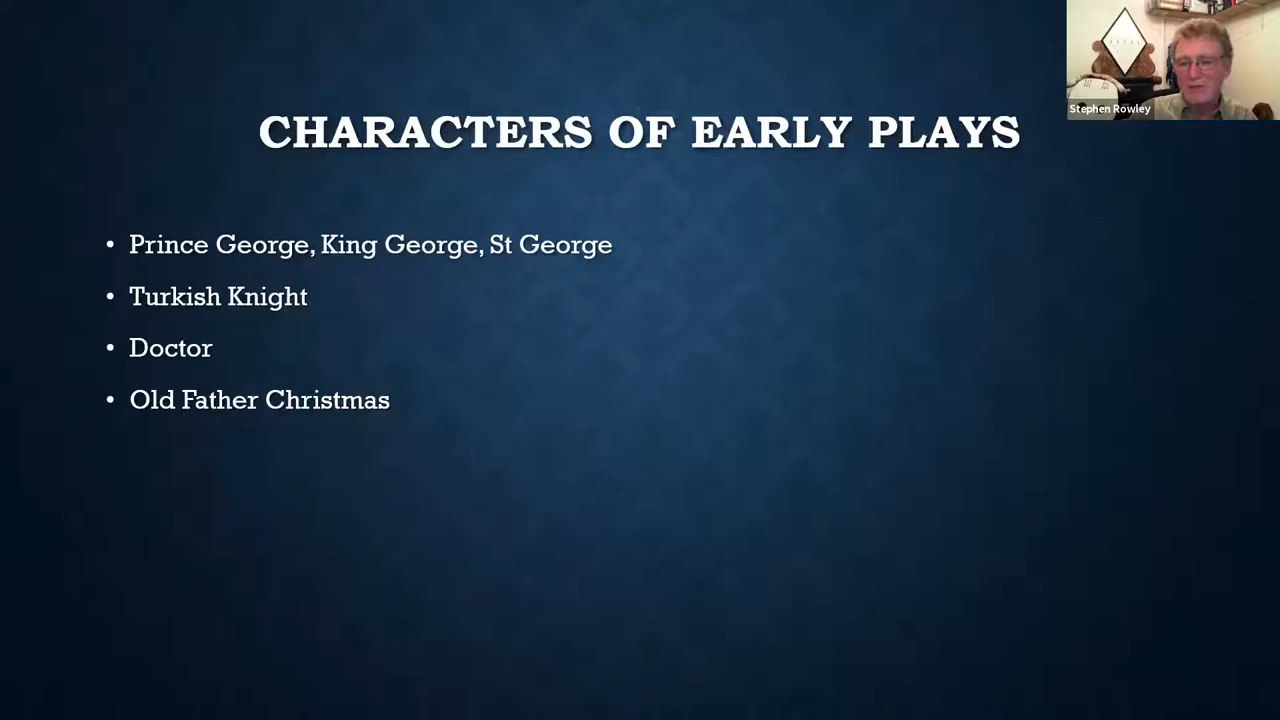 Stephen Rowley
CHARACTERS OF EARLY PLAYS
• Prince George, King George, St George
• Turkish Knight
• Doctor
• Old Father Christmas